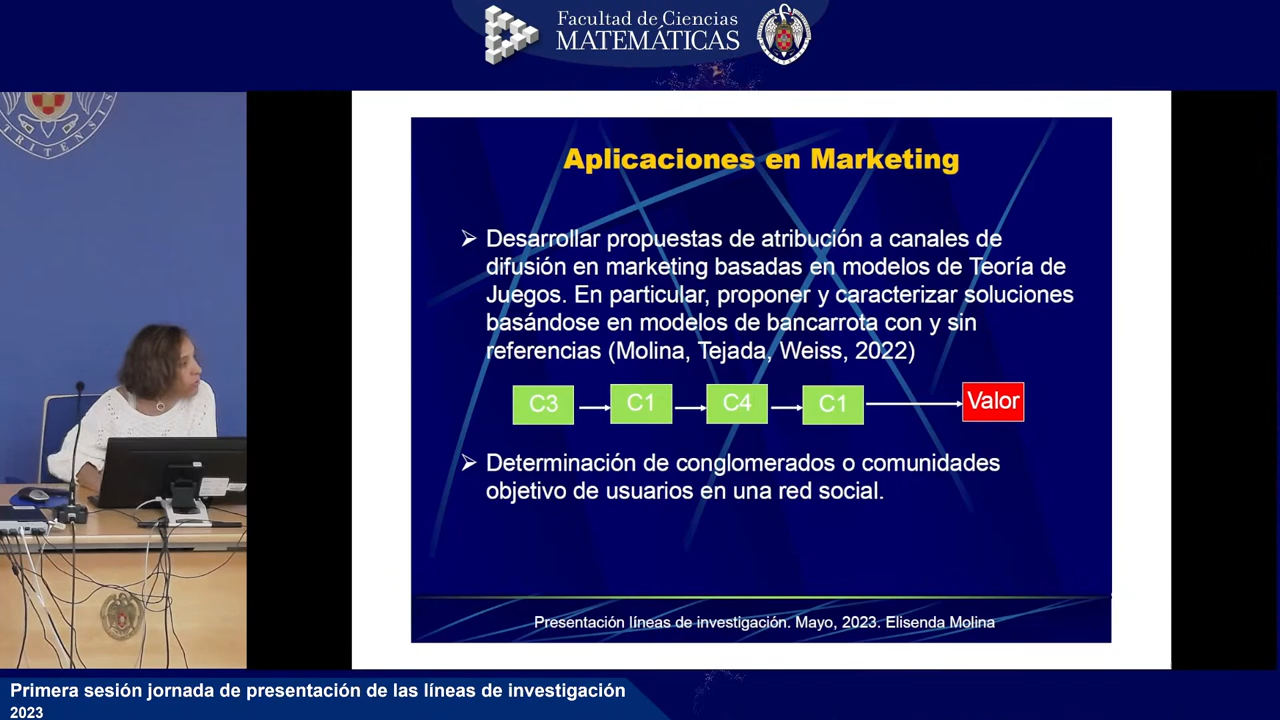 Facultad de Ciencias
MATEMÁTICAS
TRITENSIS
Aplicaciones en Marketing
➢ Desarrollar propuestas de atribución a canales de
difusión en marketing basadas en modelos de Teoría de
Juegos. En particular, proponer y caracterizar soluciones
basándose en modelos de bancarrota con y sin
referencias (Molina, Tejada, Weiss, 2022)
C3 C1 C4 C1 Valor
➢ Determinación de conglomerados o comunidades
objetivo de usuarios en una red social.
Presentación líneas de investigación. Mayo, 2023. Elisenda Molina
Primera sesión jornada de presentación de las líneas de investigación
2023